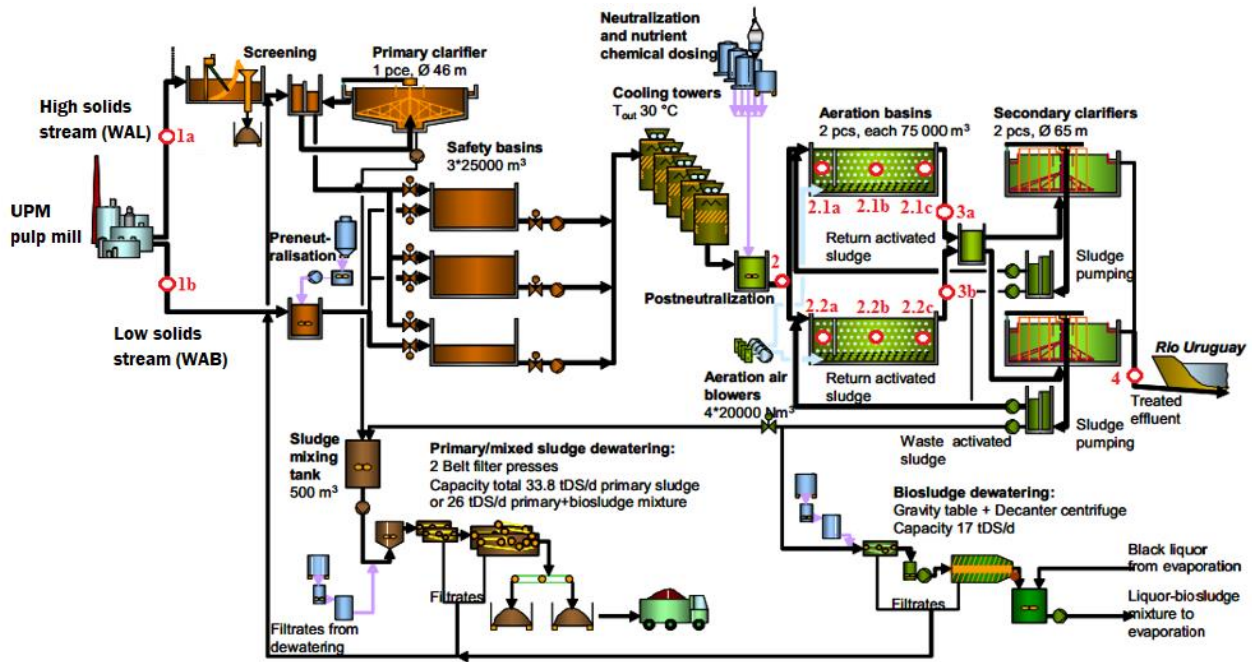 Screening
Primary clarifier
1 pce, Ø 46 m
High solids
stream (WAL)
1a
UPM
pulp mill
1b
Low solids
stream (WAB)
Preneut-
ralisation
Safety basins
3*25000 m³
Neutralization
and nutrient
chemical dosing
Cooling towers
Tout 30 °C
Postneutralization
2
Aeration basins
2 pcs, each 75 000 m³
2.1a
2.1b
2.1c
3a
Return activated
sludge
2.2a
2.2b
2.2c
3b
Return activated
sludge
Aeration air
blowers
4*20000 Nm³
Secondary clarifiers
2 pcs, Ø 65 m
Sludge
pumping
Rio Uruguay
4
Treated
effluent
Sludge
pumping
Waste activated
sludge
Sludge
mixing
tank
500 m³
Primary/mixed sludge dewatering:
2 Belt filter presses
Capacity total 33.8 tDS/d primary sludge
or 26 tDS/d primary+biosludge mixture
Filtrates
Filtrates from
dewatering
Biosludge dewatering:
Gravity table + Decanter centrifuge
Capacity 17 tDS/d
Filtrates
Black liquor
from evaporation
Liquor-biosludge
mixture to
evaporation